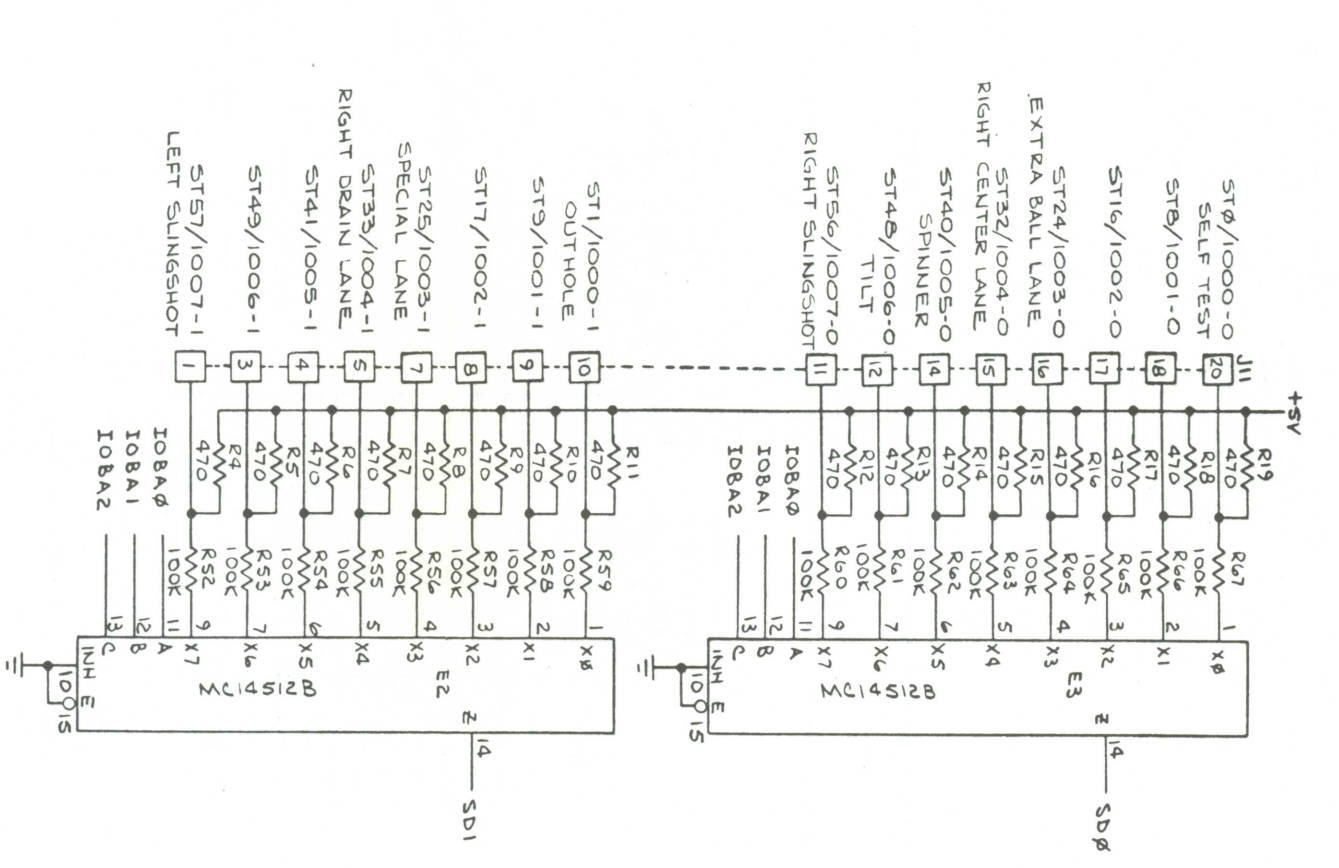 +5V
J11
STØ/1000-0
SELF TEST
20
R19
470
R67
100K
1
XØ
ST8/1001-0
18
R18
470
R66
100K
2
X1
ST16/1002-0
17
R17
470
R65
100K
3
X2
ST24/1003-0
EXTRA BALL LANE
16
R16
470
R64
100K
4
X3
ST32/1004-0
RIGHT CENTER LANE
15
R15
470
R63
100K
5
X4
ST40/1005-0
SPINNER
14
R14
470
R62
100K
6
X5
ST48/1006-0
TILT
12
R13
470
R61
100K
7
X6
ST56/1007-0
RIGHT SLINGSHOT
11
R12
470
R60
100K
9
X7
IOBAØ
11
A
IOBA1
12
B
IOBA2
13
C
INH
10
E
15
E3
MC14512B
Z
14
SDØ
ST1/1000-1
OUTHOLE
10
R11
470
R59
100K
1
XØ
ST9/1001-1
9
R10
470
R58
100K
2
X1
ST17/1002-1
8
R9
470
R57
100K
3
X2
ST25/1003-1
SPECIAL LANE
7
R8
470
R56
100K
4
X3
ST33/1004-1
RIGHT DRAIN LANE
5
R7
470
R55
100K
5
X4
ST41/1005-1
4
R6
470
R54
100K
6
X5
ST49/1006-1
3
R5
470
R53
100K
7
X6
ST57/1007-1
LEFT SLINGSHOT
1
R4
470
R52
100K
9
X7
IOBAØ
11
A
IOBA1
12
B
IOBA2
13
C
INH
10
E
15
E2
MC14512B
Z
14
SD1